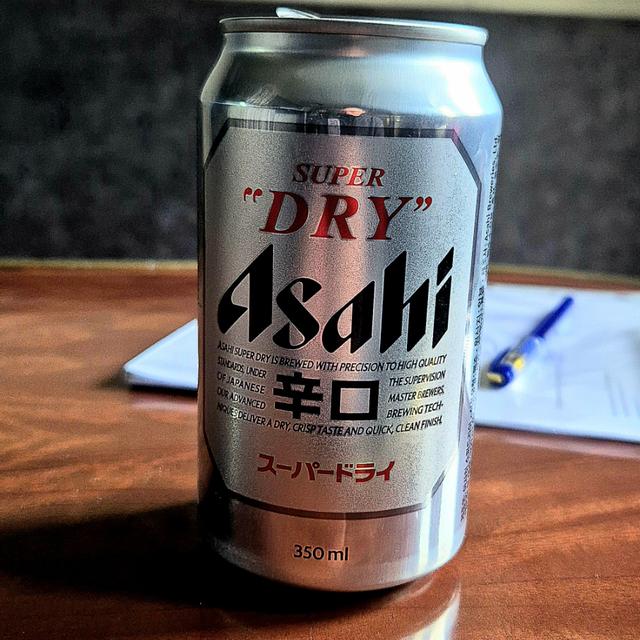 SUPER
"DRY"
Asahi
ASAHI SUPER DRY IS BREWED WITH PRECISION TO HIGH QUALITY
STANDARDS, UNDER THE SUPERVISION
OF JAPANESE 辛口 MASTER BREWERS.
OUR ADVANCED BREWING TECH-
NIQUES DELIVER A DRY, CRISP TASTE AND QUICK, CLEAN FINISH.
スーパードライ
350 ml